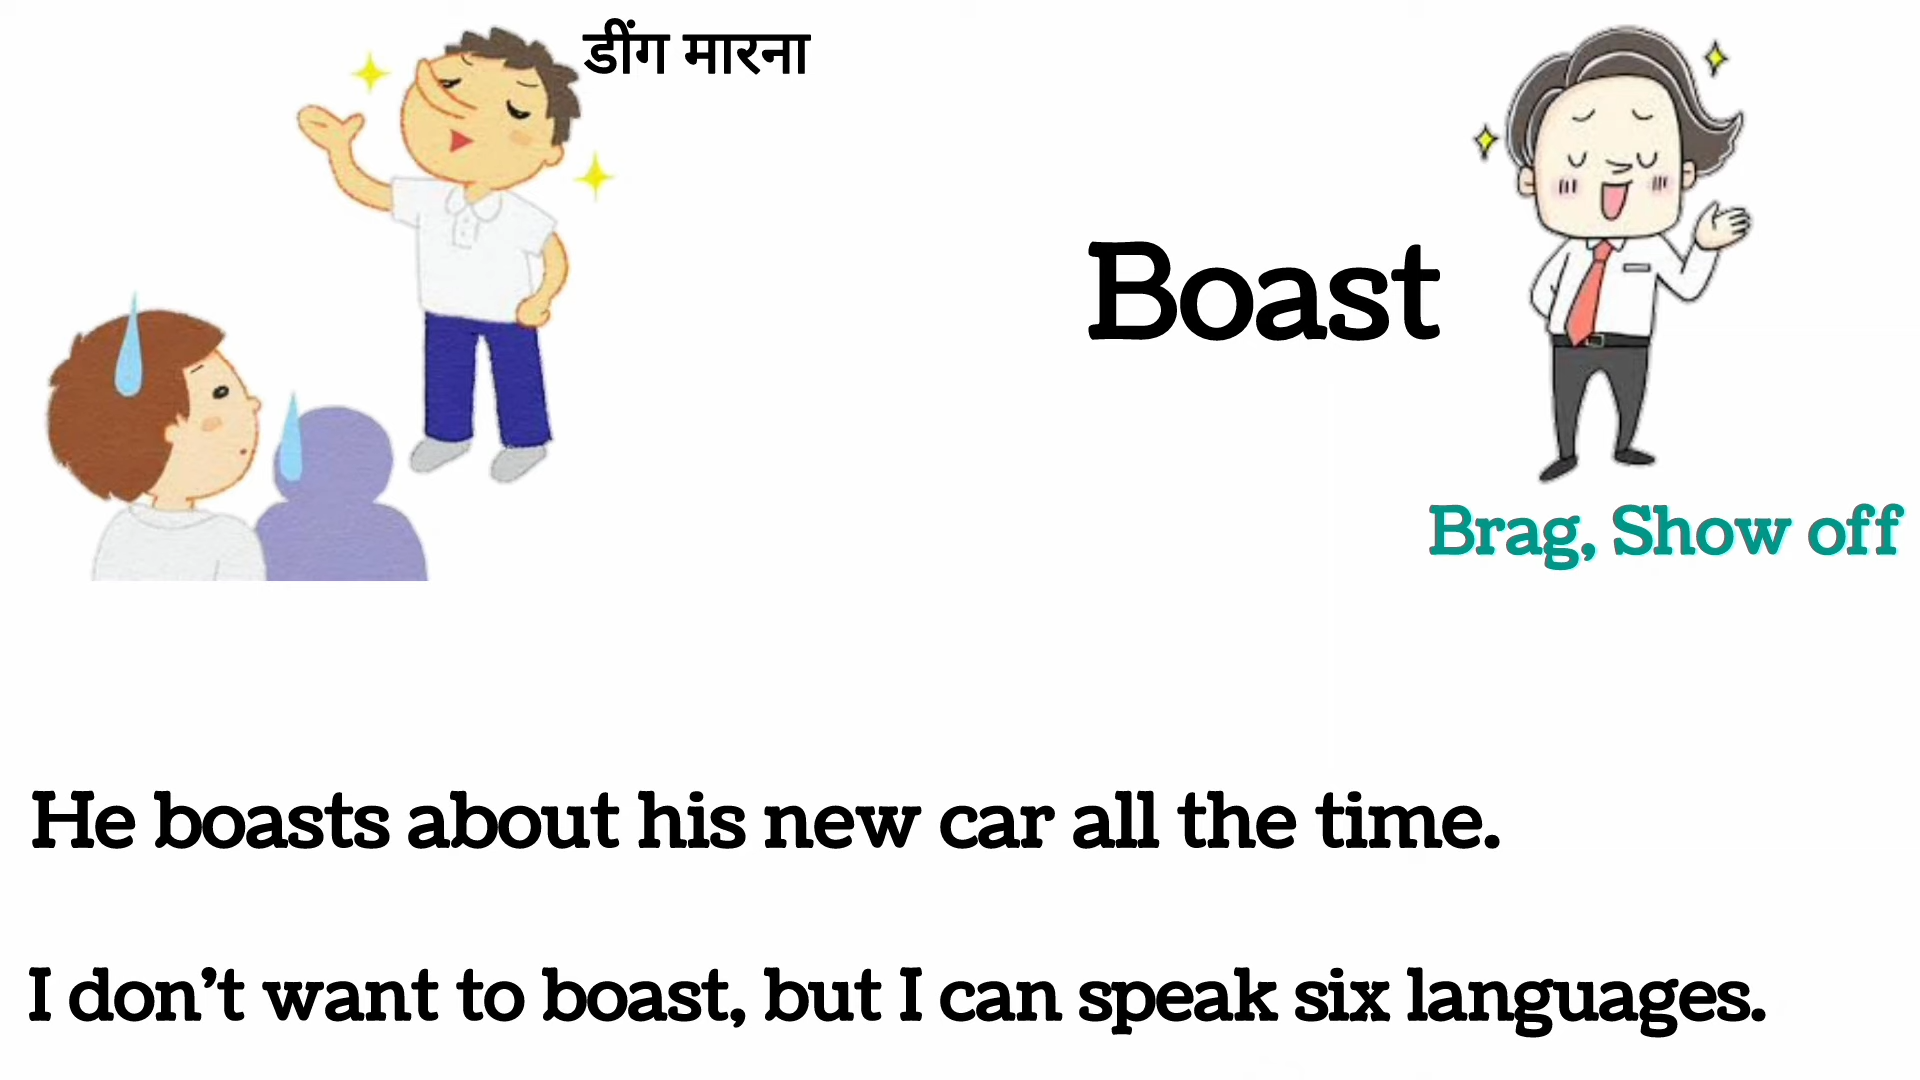 डींग मारना
Boast
Brag, Show off
He boasts about his new car all the time.
I don’t want to boast, but I can speak six languages.